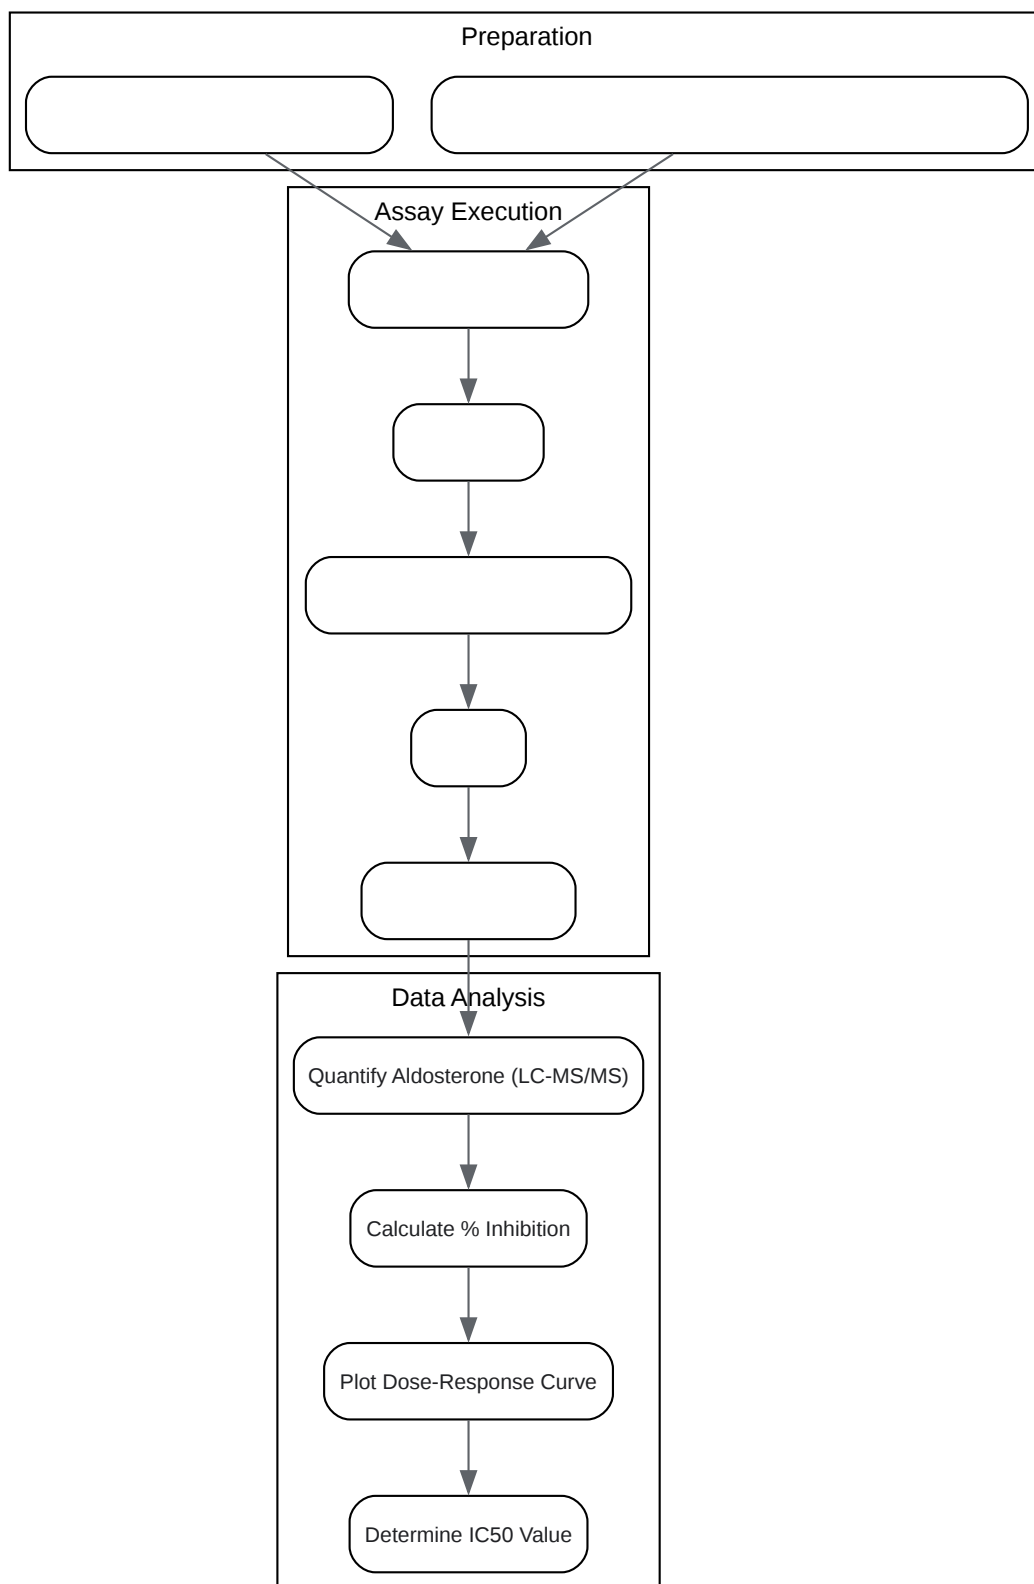 Preparation
Assay Execution
Data Analysis
Quantify Aldosterone (LC-MS/MS)
Calculate % Inhibition
Plot Dose-Response Curve
Determine IC50 Value